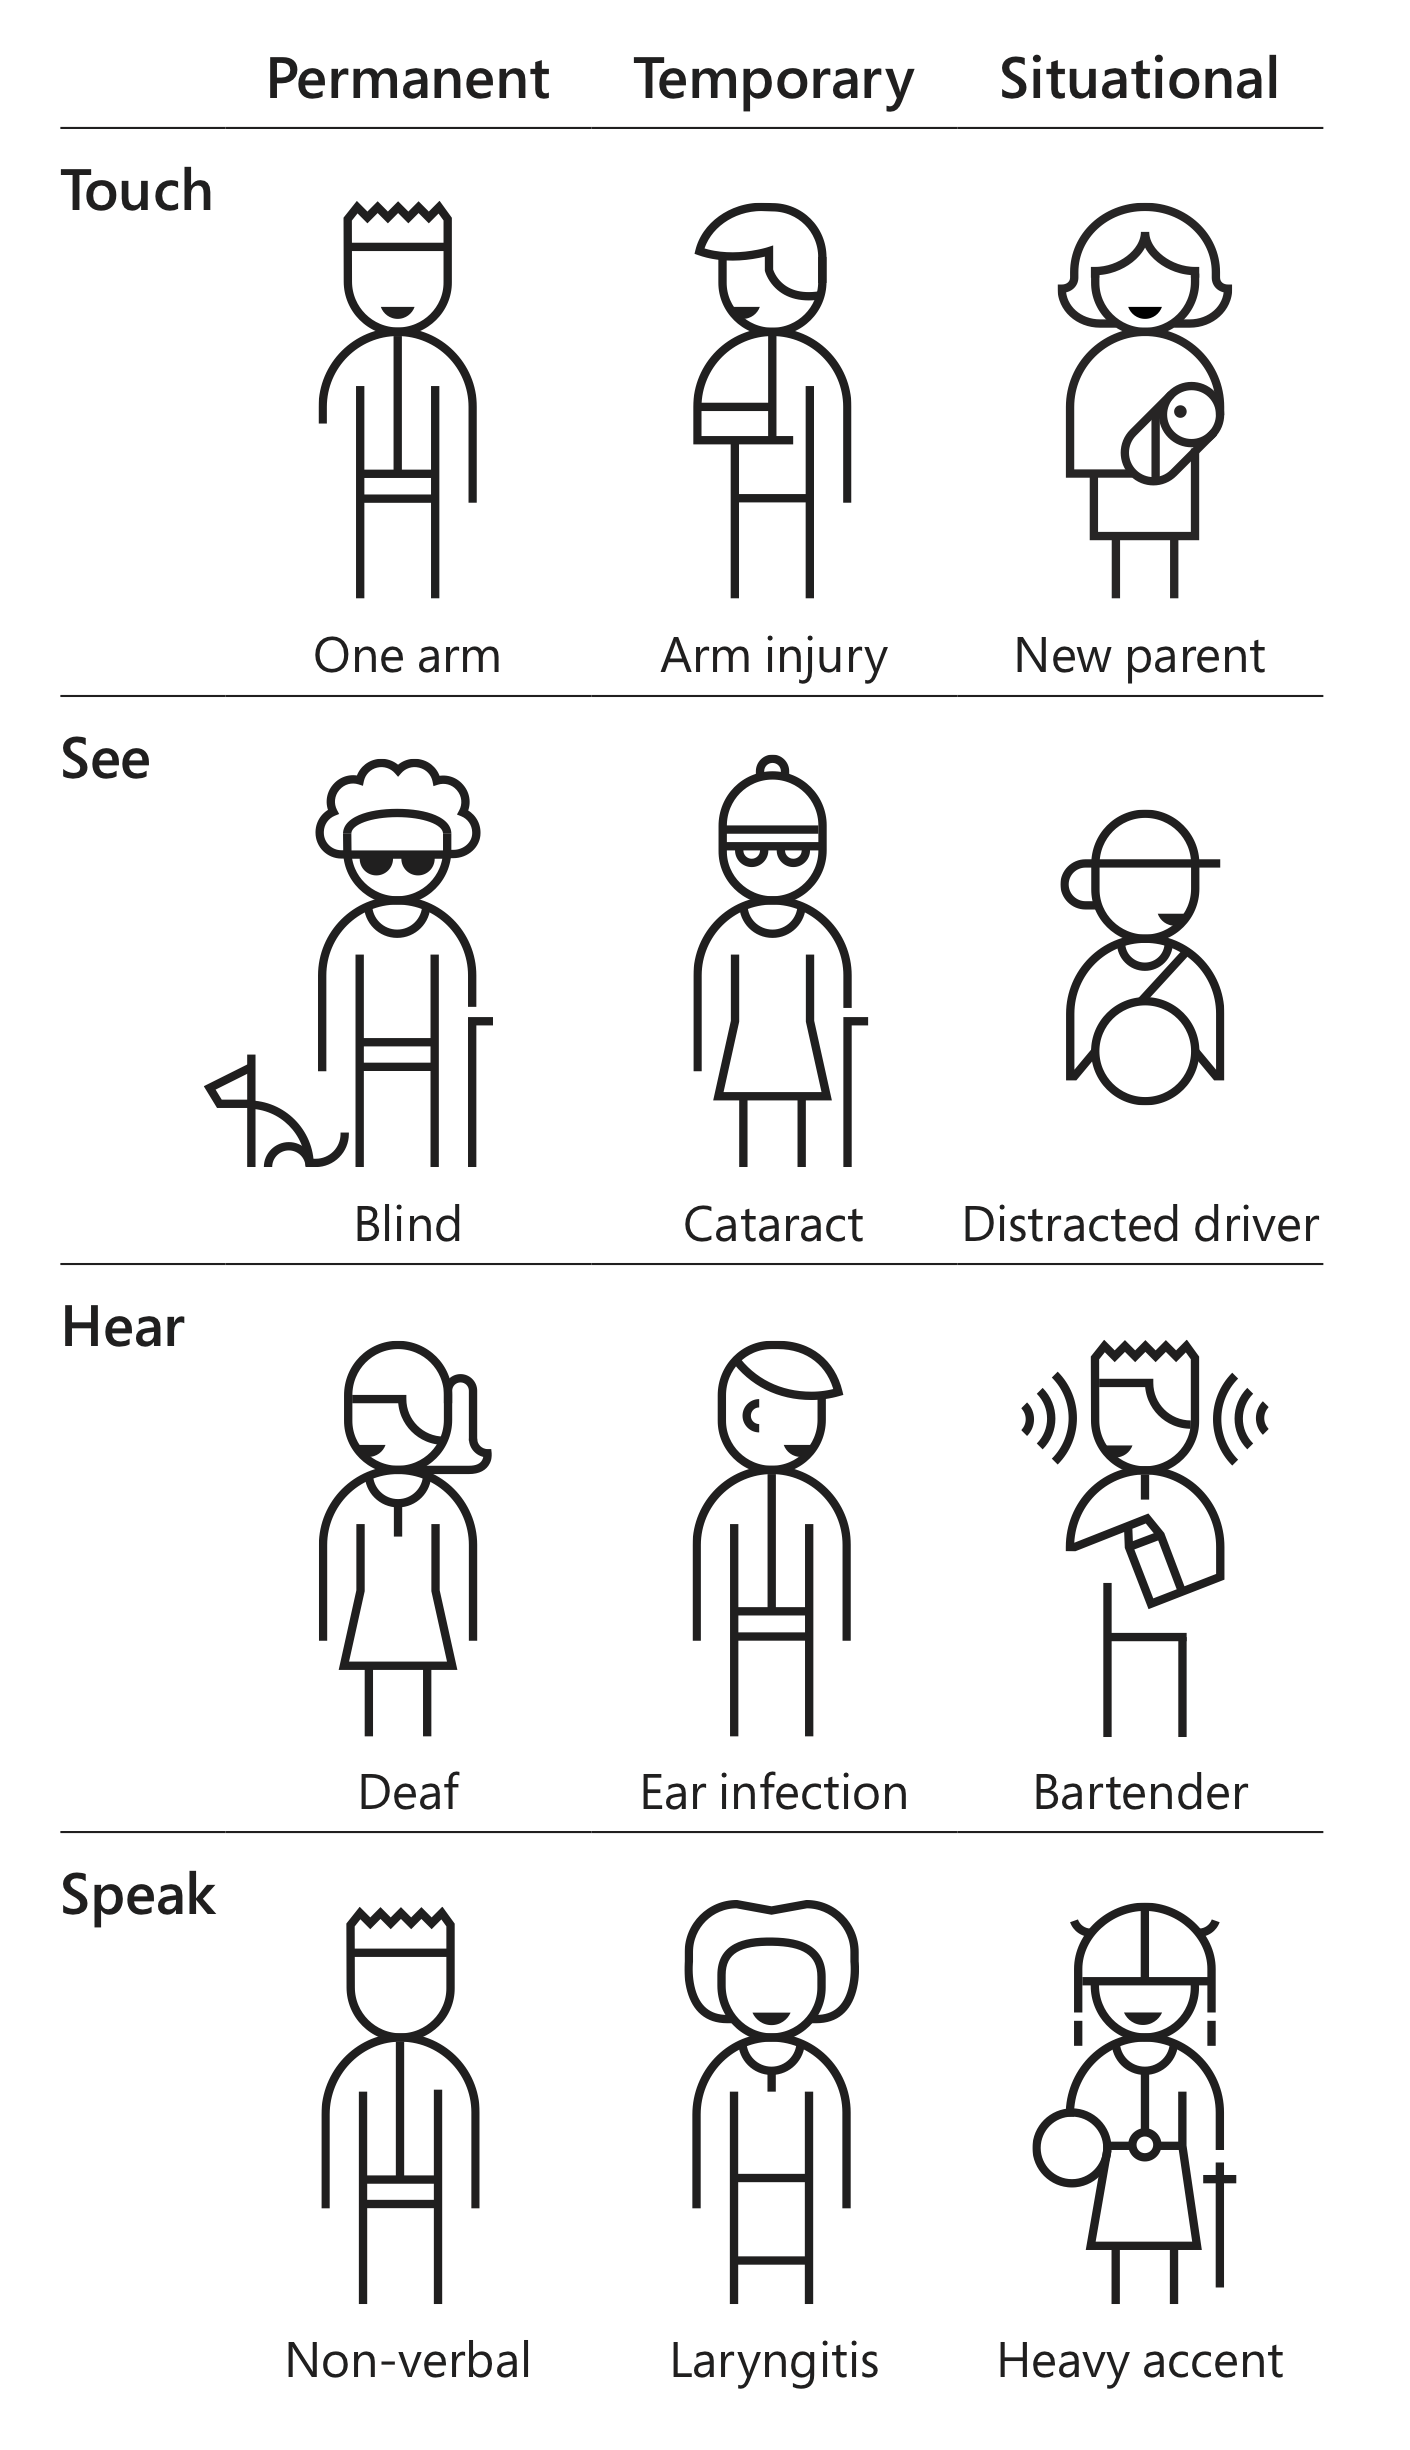 Permanent Temporary Situational
Touch
One arm Arm injury New parent
See
Blind Cataract Distracted driver
Hear
Deaf Ear infection Bartender
Speak
Non-verbal Laryngitis Heavy accent